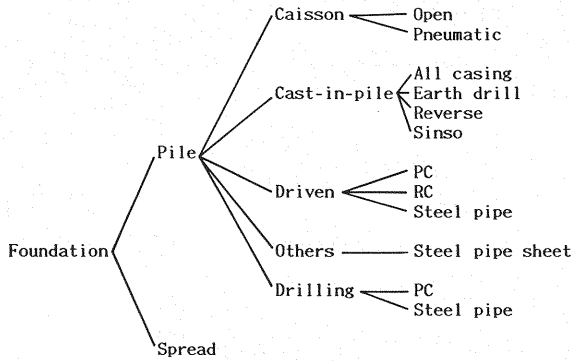 Caisson
Open
Pneumatic
Cast-in-pile
All casing
Earth drill
Reverse
Sinso
Pile
Driven
PC
RC
Steel pipe
Foundation
Others
Steel pipe sheet
Drilling
PC
Steel pipe
Spread